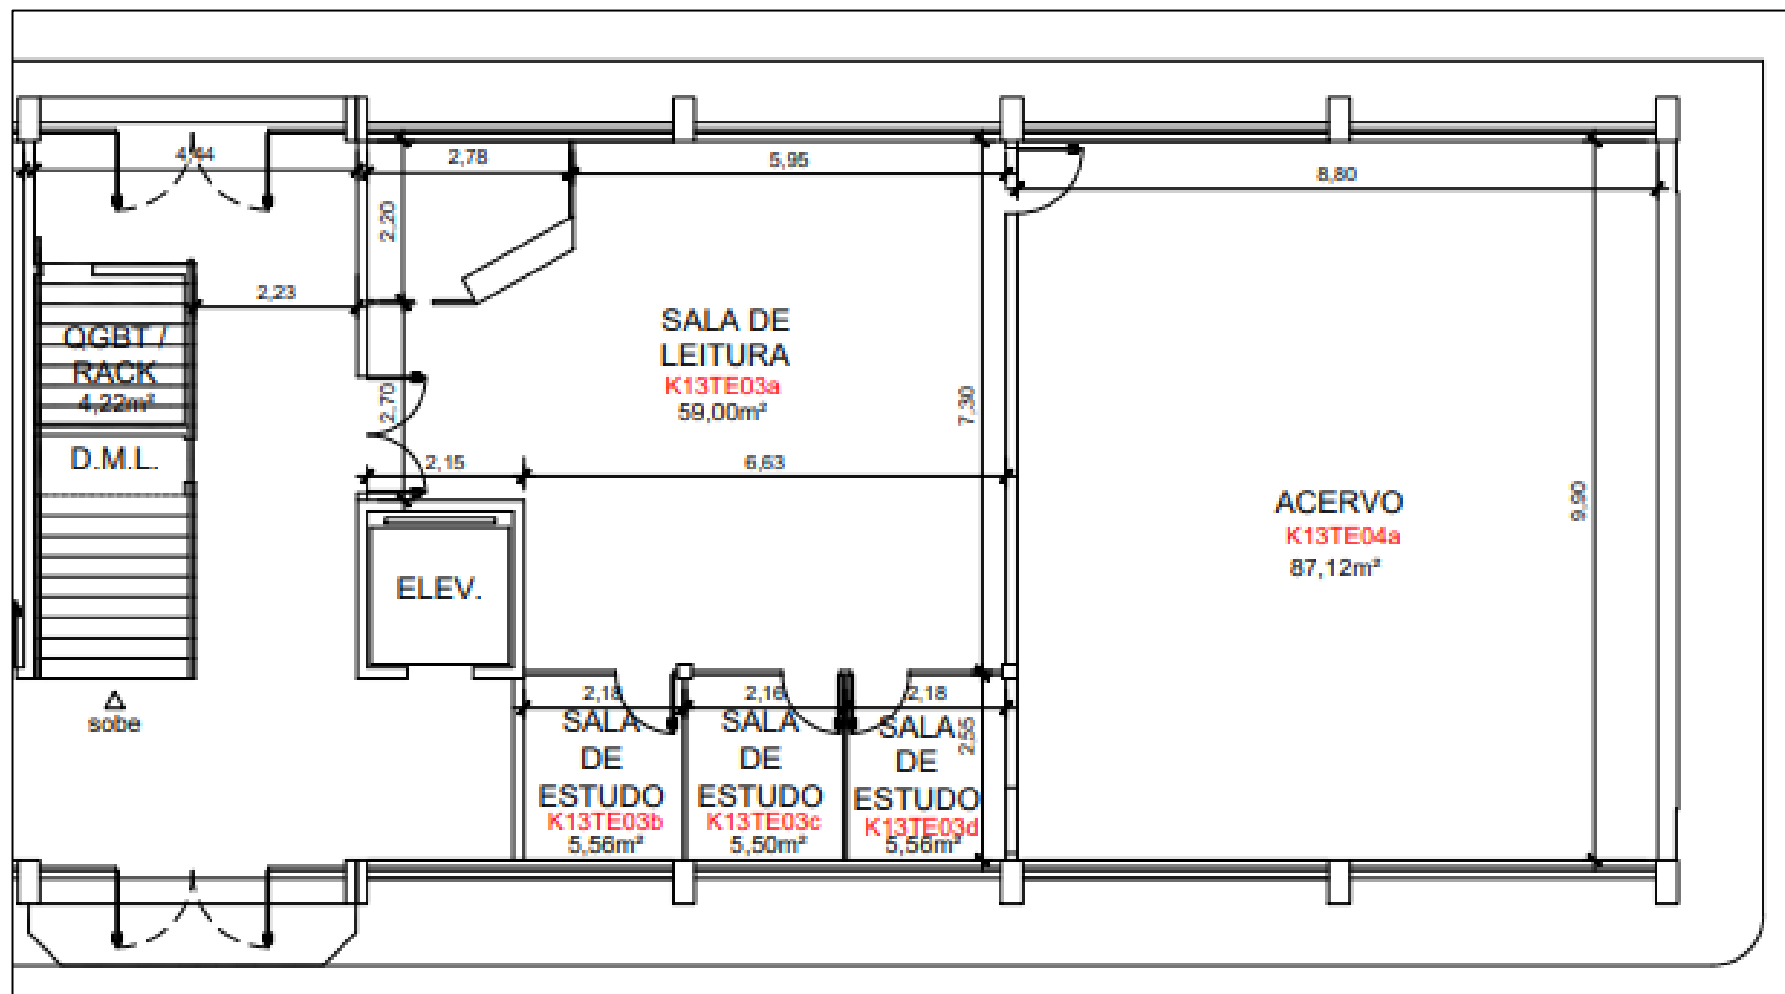 4,44
2,78
5,95
8,80
2,20
2,23
QGBT /
RACK
4,22m²
D.M.L.
SALA DE
LEITURA
K13TE03a
59,00m²
2,70
7,30
2,15
6,63
ACERVO
K13TE04a
87,12m²
9,90
ELEV.
sobe
2,18
SALA
DE
ESTUDO
K13TE03b
5,56m²
2,16
SALA
DE
ESTUDO
K13TE03c
5,50m²
2,18
SALA
DE
ESTUDO
K13TE03d
5,56m²
2,55